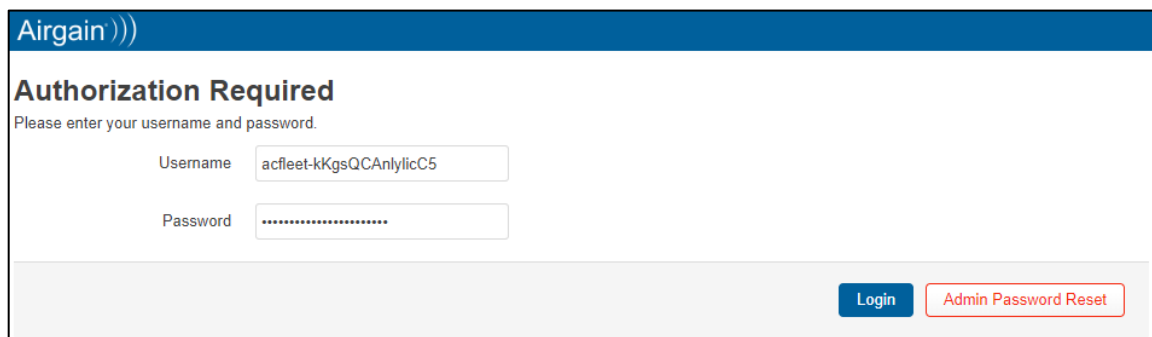 Airgain)))
Authorization Required
Please enter your username and password.
Username acfleet-kKgsQCAnlylicC5
Password ••••••••••••••••••••••
Login Admin Password Reset